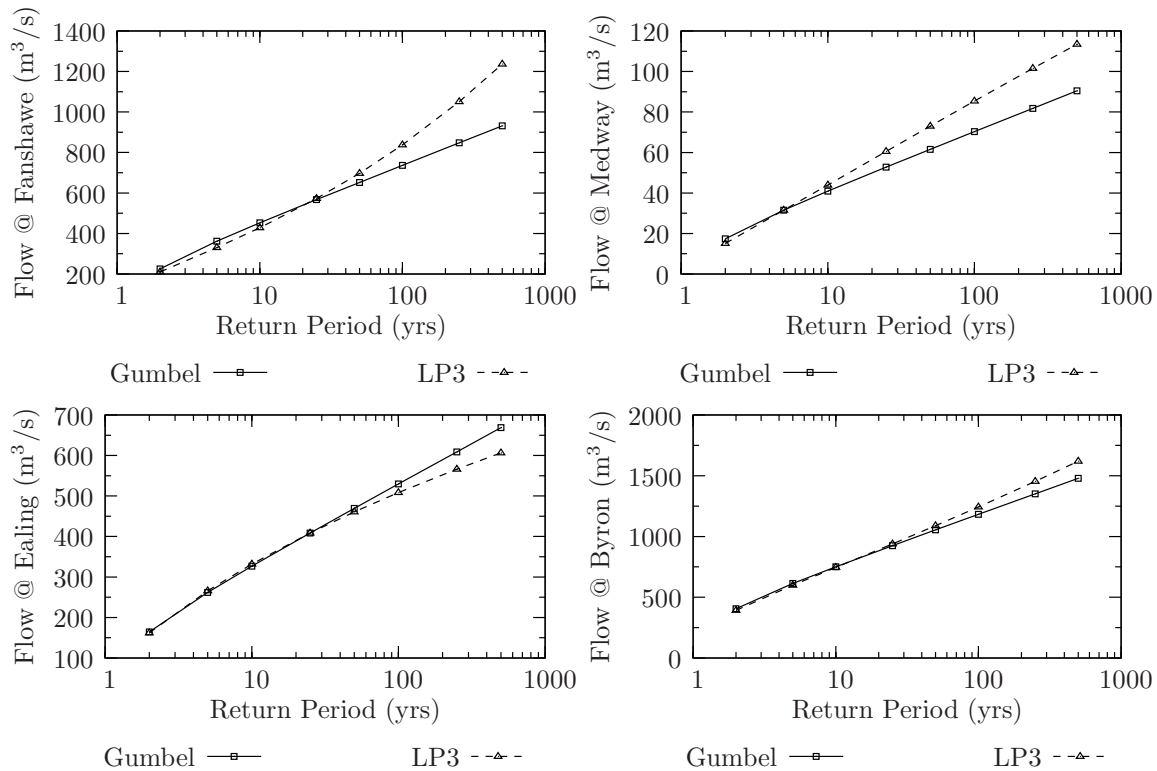 Flow @ Fanshawe (m³/s)
1400
1200
1000
800
600
400
200
1 10 100 1000
Return Period (yrs)
Gumbel LP3
Flow @ Medway (m³/s)
120
100
80
60
40
20
0
1 10 100 1000
Return Period (yrs)
Gumbel LP3
Flow @ Ealing (m³/s)
700
600
500
400
300
200
100
1 10 100 1000
Return Period (yrs)
Gumbel LP3
Flow @ Byron (m³/s)
2000
1500
1000
500
0
1 10 100 1000
Return Period (yrs)
Gumbel LP3